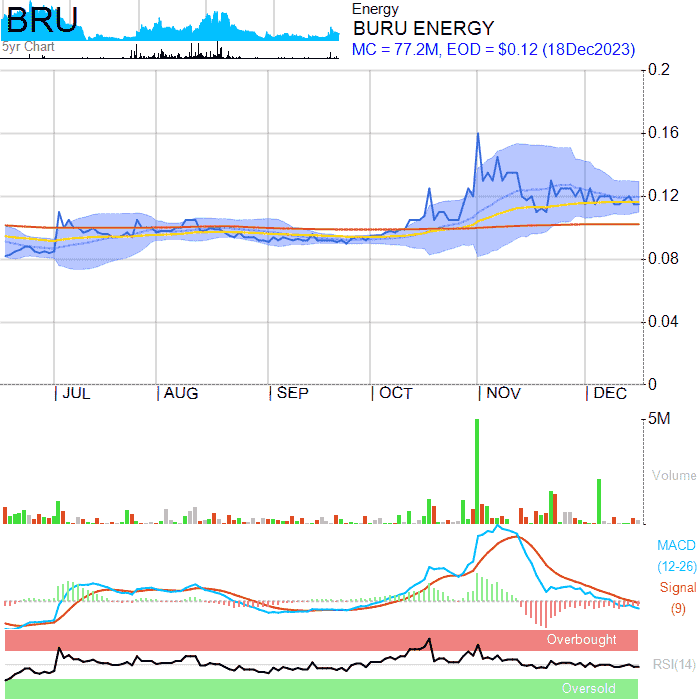 BRU
5yr Chart
Energy
BURU ENERGY
MC = 77.2M, EOD = $0.12 (18Dec2023)
0.2
0.16
0.12
0.08
0.04
0
JUL AUG SEP OCT NOV DEC
5M
Volume
MACD
(12-26)
Signal
(9)
Overbought
RSI(14)
Oversold